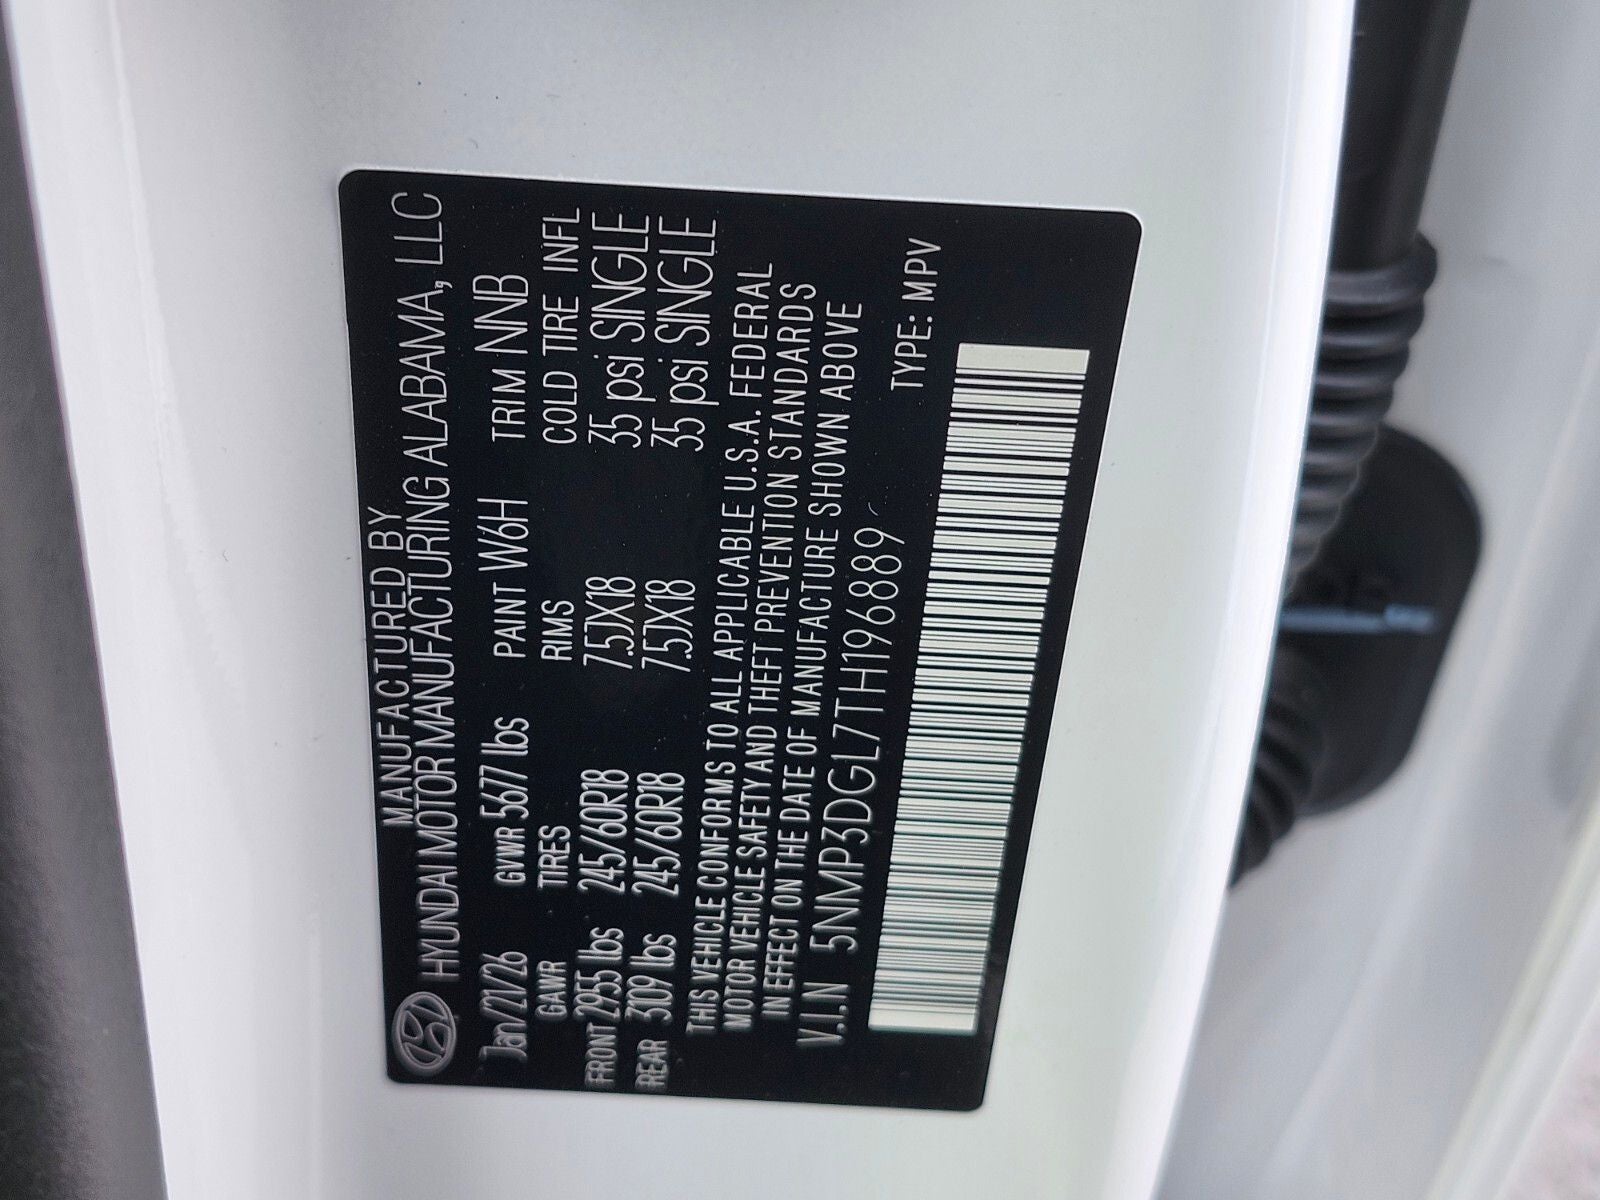 MANUFACTURED BY
HYUNDAI MOTOR MANUFACTURING ALABAMA, LLC
Jan/21/26 GVWR 5677 lbs PAINT W6H TRIM NNB
GAWR TIRES RIMS COLD TIRE INFL
FRONT 2955 lbs 245/60R18 7.5JX18 35 psi SINGLE
REAR 3109 lbs 245/60R18 7.5JX18 35 psi SINGLE
THIS VEHICLE CONFORMS TO ALL APPLICABLE U.S.A. FEDERAL
MOTOR VEHICLE SAFETY AND THEFT PREVENTION STANDARDS
IN EFFECT ON THE DATE OF MANUFACTURE SHOWN ABOVE
V.I.N 5NMP3DGL7TH196889 TYPE: MPV